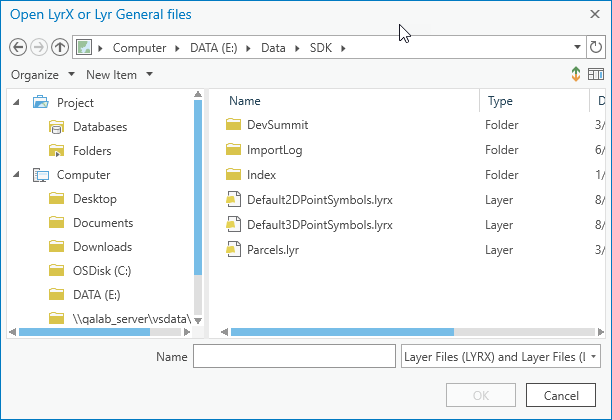 Open LyrX or Lyr General files
Computer DATA (E:) Data SDK
Organize New Item
Project
Databases
Folders
Computer
Desktop
Documents
Downloads
OSDisk (C:)
DATA (E:)
\\qalab_server\vsdata\
Name Type D
DevSummit Folder 3/
ImportLog Folder 6/
Index Folder 1/
Default2DPointSymbols.lyrx Layer 8/
Default3DPointSymbols.lyrx Layer 8/
Parcels.lyr Layer 3/
Name Layer Files (LYRX) and Layer Files (L
OK Cancel